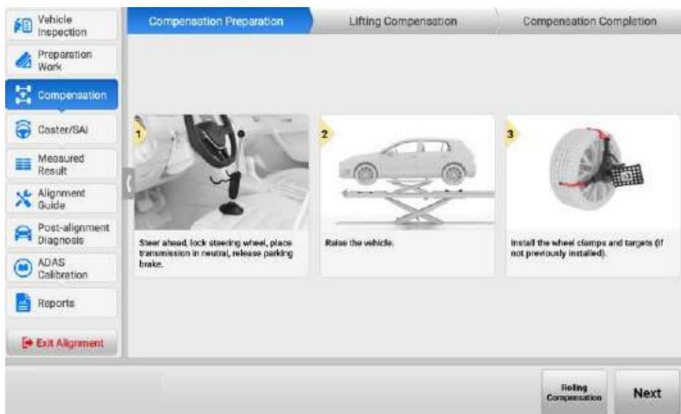 Vehicle
Inspection
Compensation Preparation
Lifting Compensation
Compensation Completion
Preparation
Work
Compensation
Caster/SAI
Measured
Result
Alignment
Guide
Post-alignment
Diagnosis
ADAS
Calibration
Reports
Exit Alignment
1
Steer ahead, lock steering wheel, place
transmission in neutral, release parking
brake.
2
Raise the vehicle.
3
Install the wheel clamps and targets (if
not previously installed).
Rolling
Compensation
Next